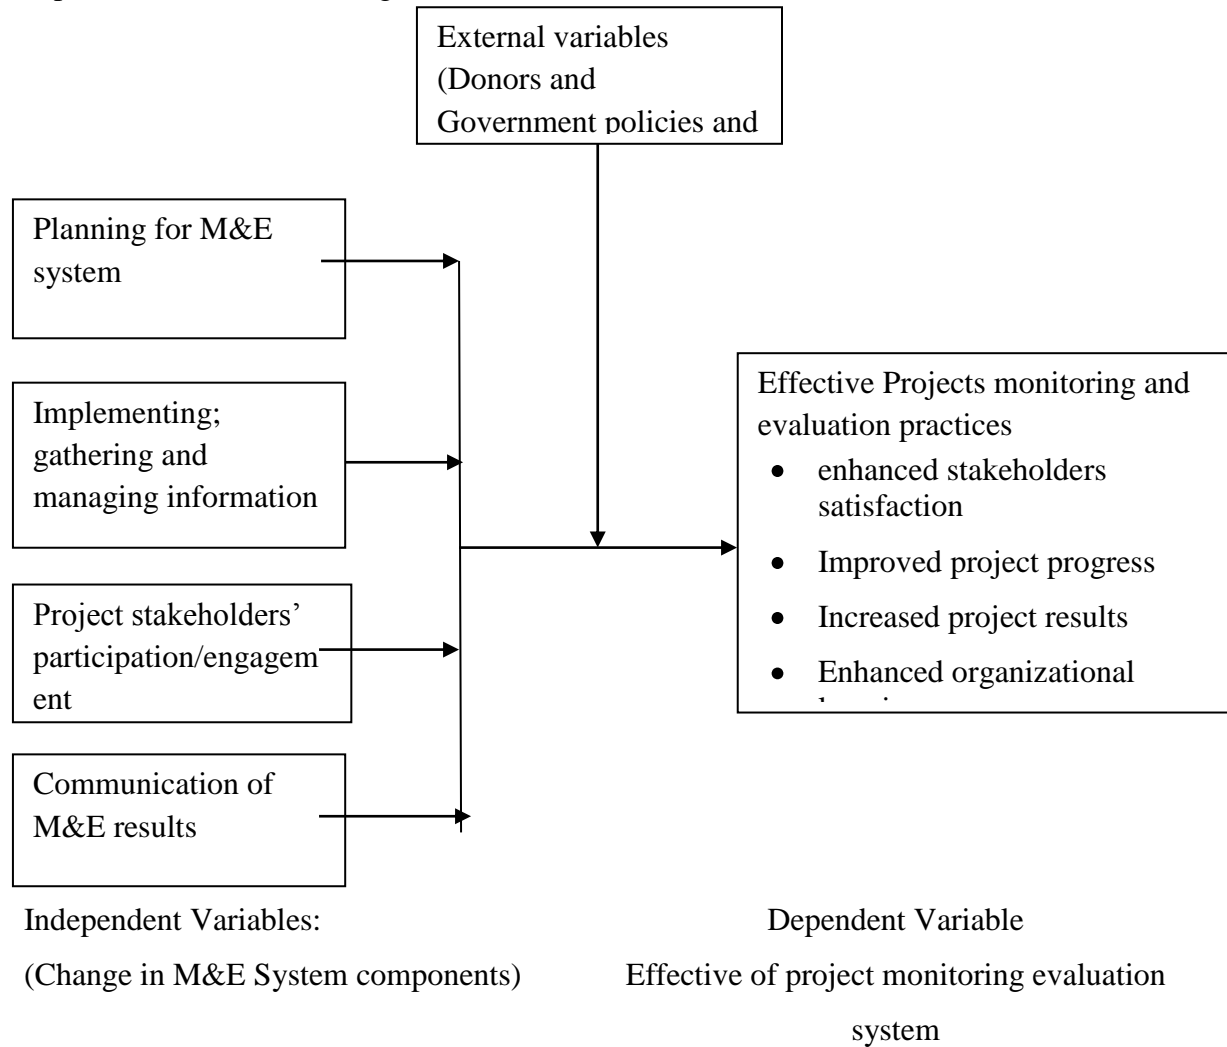 External variables
(Donors and
Government policies and
Planning for M&E
system
Implementing;
gathering and
managing information
Project stakeholders’
participation/engagem
ent
Communication of
M&E results
Effective Projects monitoring and
evaluation practices
• enhanced stakeholders
satisfaction
• Improved project progress
• Increased project results
• Enhanced organizational
Independent Variables:
(Change in M&E System components)
Dependent Variable
Effective of project monitoring evaluation
system